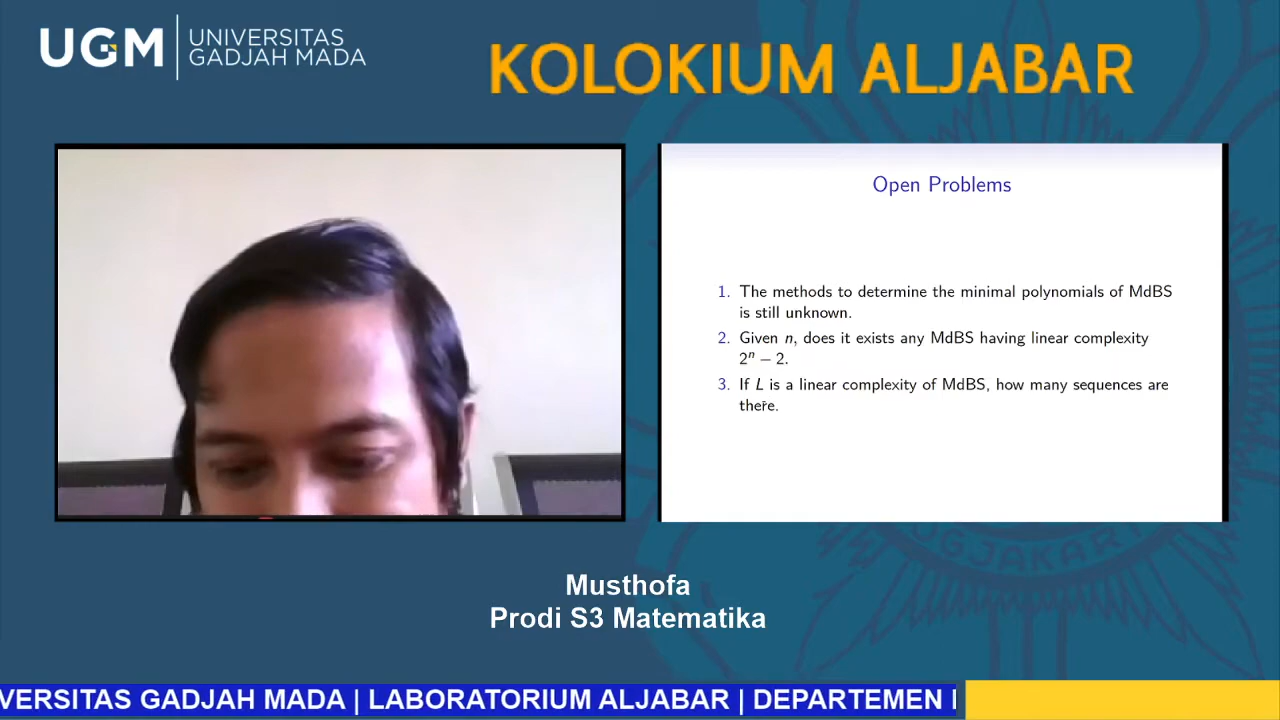 UGM
UNIVERSITAS
GADJAH MADA
KOLOKIUM ALJABAR
Open Problems
1. The methods to determine the minimal polynomials of MdBS
is still unknown.
2. Given n, does it exists any MdBS having linear complexity
2ⁿ − 2.
3. If L is a linear complexity of MdBS, how many sequences are
there.
Musthofa
Prodi S3 Matematika
VERSITAS GADJAH MADA | LABORATORIUM ALJABAR | DEPARTEMEN